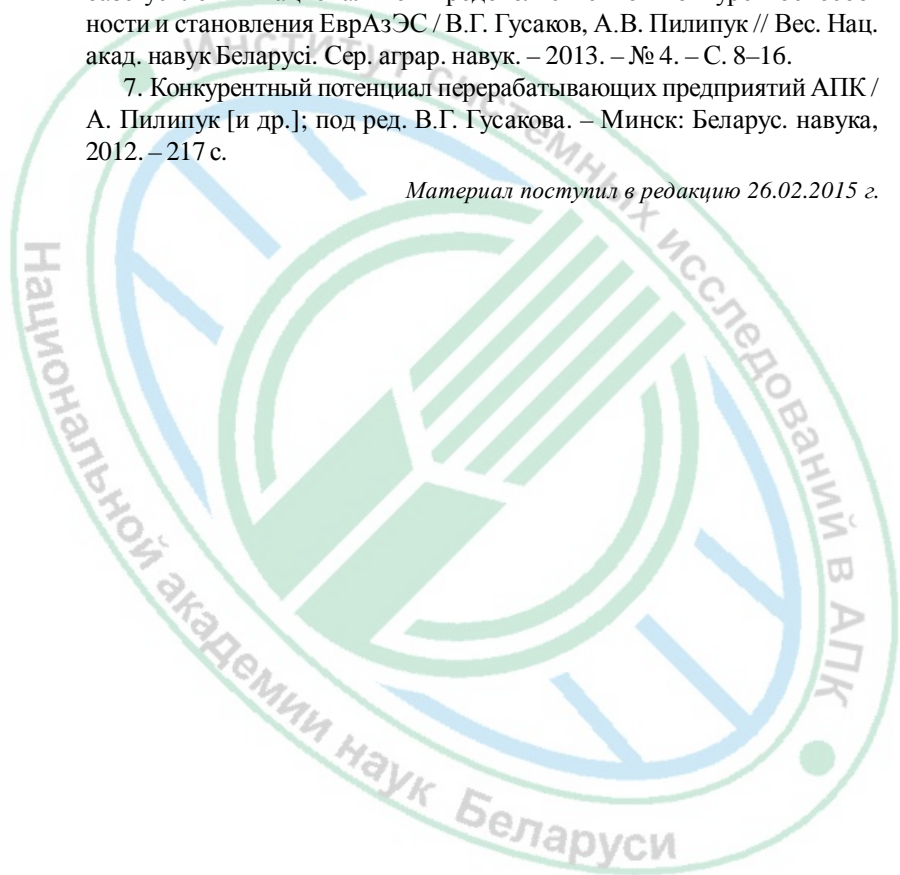 ности и становления ЕврАзЭС / В.Г. Гусаков, А.В. Пилипук // Вес. Нац.
акад. навук Беларусі. Сер. аграр. навук. – 2013. – № 4. – С. 8–16.
7. Конкурентный потенциал перерабатывающих предприятий АПК /
А. Пилипук [и др.]; под ред. В.Г. Гусакова. – Минск: Беларус. навука,
2012. – 217 с.
Материал поступил в редакцию 26.02.2015 г.
Институт системных исследований в АПК
Национальной академии наук Беларуси